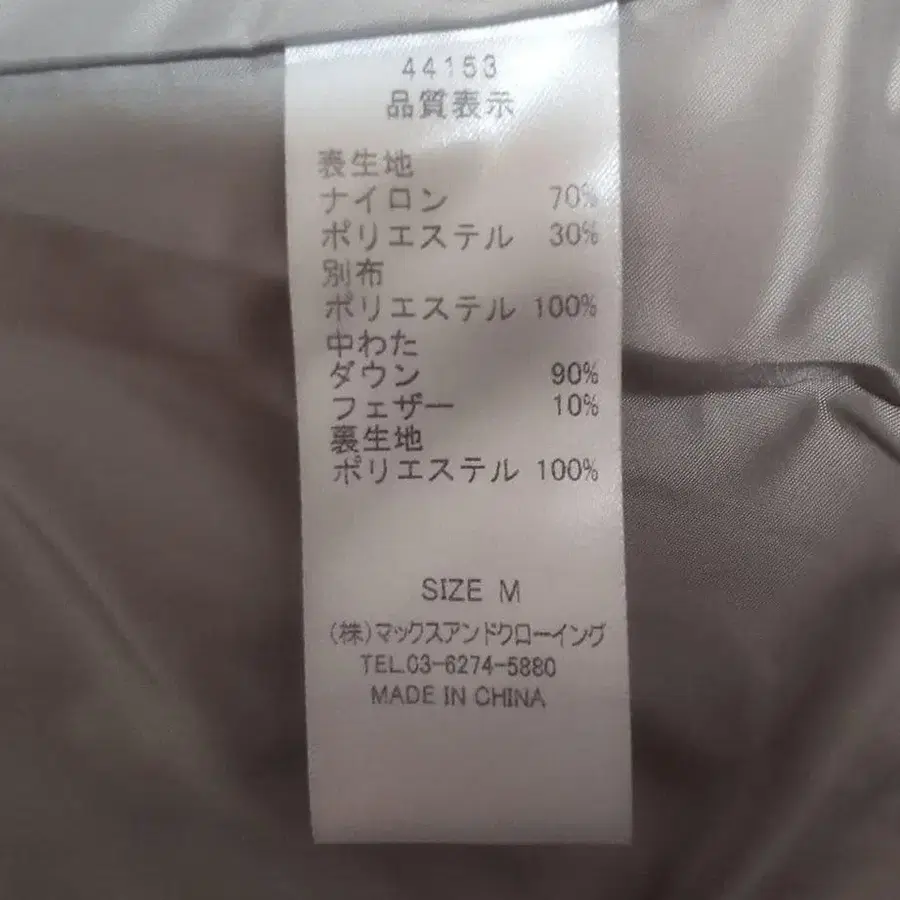 44153
品質表示
表生地
ナイロン 70%
ポリエステル 30%
別布
ポリエステル 100%
中わた
ダウン 90%
フェザー 10%
裏生地
ポリエステル 100%
SIZE M
(株)マックスアンドクローイング
TEL.03-6274-5880
MADE IN CHINA